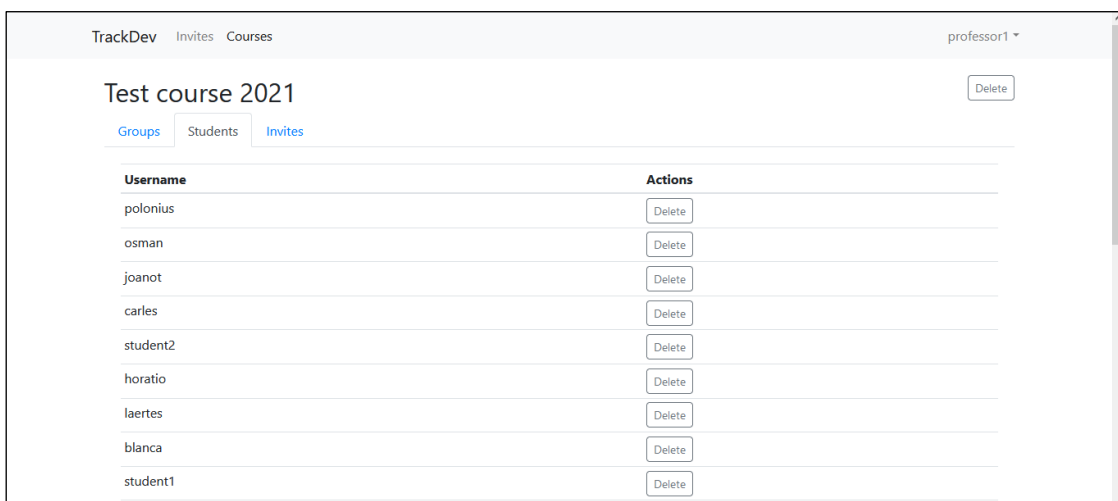 TrackDev Invites Courses professor1
Test course 2021 Delete
Groups Students Invites
Username Actions
polonius Delete
osman Delete
joanot Delete
carles Delete
student2 Delete
horatio Delete
laertes Delete
blanca Delete
student1 Delete